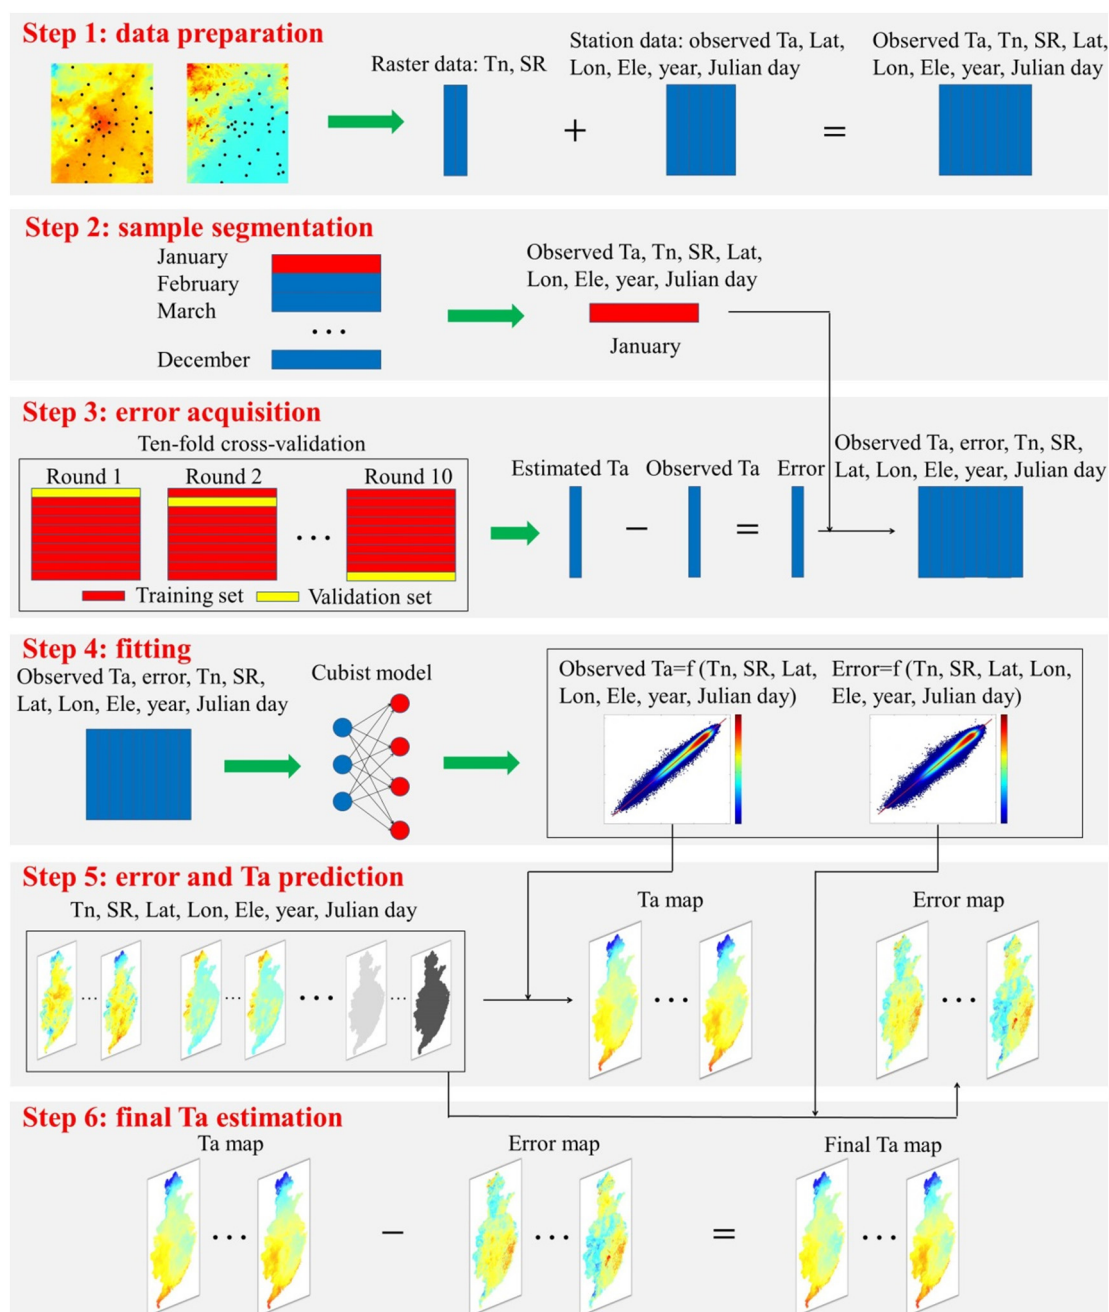 Step 1: data preparation
Raster data: Tn, SR
Station data: observed Ta, Lat,
Lon, Ele, year, Julian day
Observed Ta, Tn, SR, Lat,
Lon, Ele, year, Julian day
+
=
Step 2: sample segmentation
January
February
March
...
December
Observed Ta, Tn, SR, Lat,
Lon, Ele, year, Julian day
January
Step 3: error acquisition
Ten-fold cross-validation
Round 1
Round 2
Round 10
...
Training set
Validation set
Estimated Ta
−
Observed Ta
=
Error
Observed Ta, error, Tn, SR,
Lat, Lon, Ele, year, Julian day
Step 4: fitting
Observed Ta, error, Tn, SR,
Lat, Lon, Ele, year, Julian day
Cubist model
Observed Ta=f (Tn, SR, Lat,
Lon, Ele, year, Julian day)
Error=f (Tn, SR, Lat, Lon,
Ele, year, Julian day)
Step 5: error and Ta prediction
Tn, SR, Lat, Lon, Ele, year, Julian day
... ... ... ...
Ta map
...
Error map
...
Step 6: final Ta estimation
Ta map
...
−
Error map
...
=
Final Ta map
...